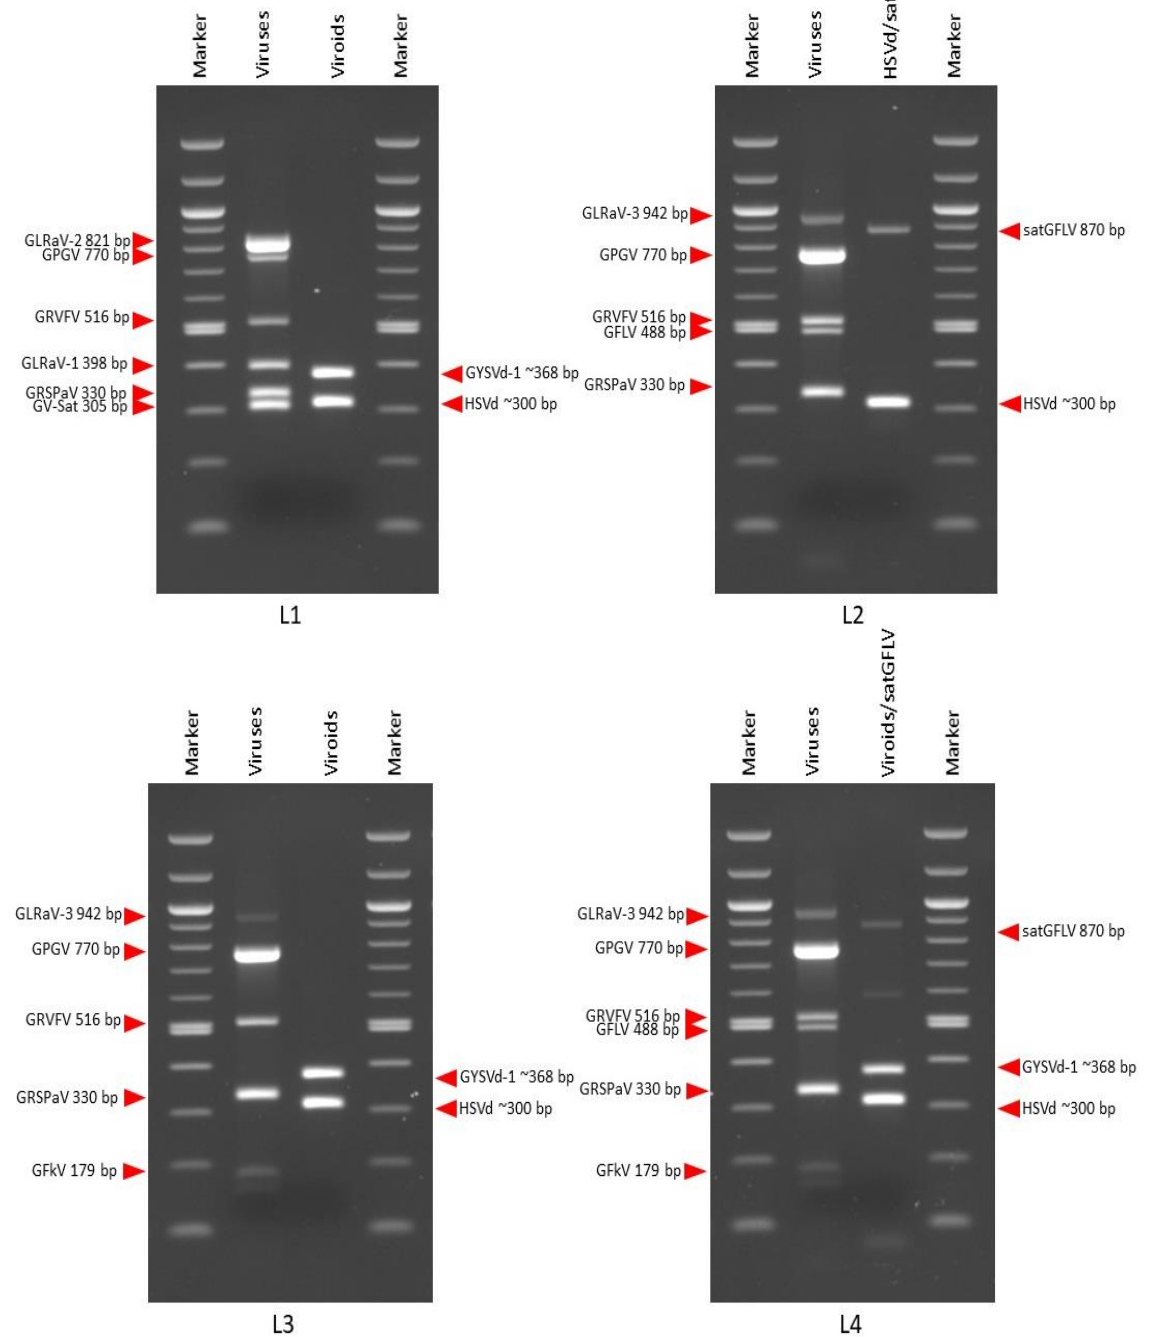 Marker
Viruses
Viroids
Marker
GLRaV-2 821 bp
GPGV 770 bp
GRVFV 516 bp
GLRaV-1 398 bp
GRSPaV 330 bp
GV-Sat 305 bp
GYSVd-1 ~368 bp
HSVd ~300 bp
L1
Marker
Viruses
HSVd/sat
Marker
GLRaV-3 942 bp
GPGV 770 bp
GRVFV 516 bp
GFLV 488 bp
GRSPaV 330 bp
satGFLV 870 bp
HSVd ~300 bp
L2
Marker
Viruses
Viroids
Marker
GLRaV-3 942 bp
GPGV 770 bp
GRVFV 516 bp
GRSPaV 330 bp
GFkV 179 bp
GYSVd-1 ~368 bp
HSVd ~300 bp
L3
Marker
Viruses
Viroids/satGFLV
Marker
GLRaV-3 942 bp
GPGV 770 bp
GRVFV 516 bp
GFLV 488 bp
GRSPaV 330 bp
GFkV 179 bp
satGFLV 870 bp
GYSVd-1 ~368 bp
HSVd ~300 bp
L4